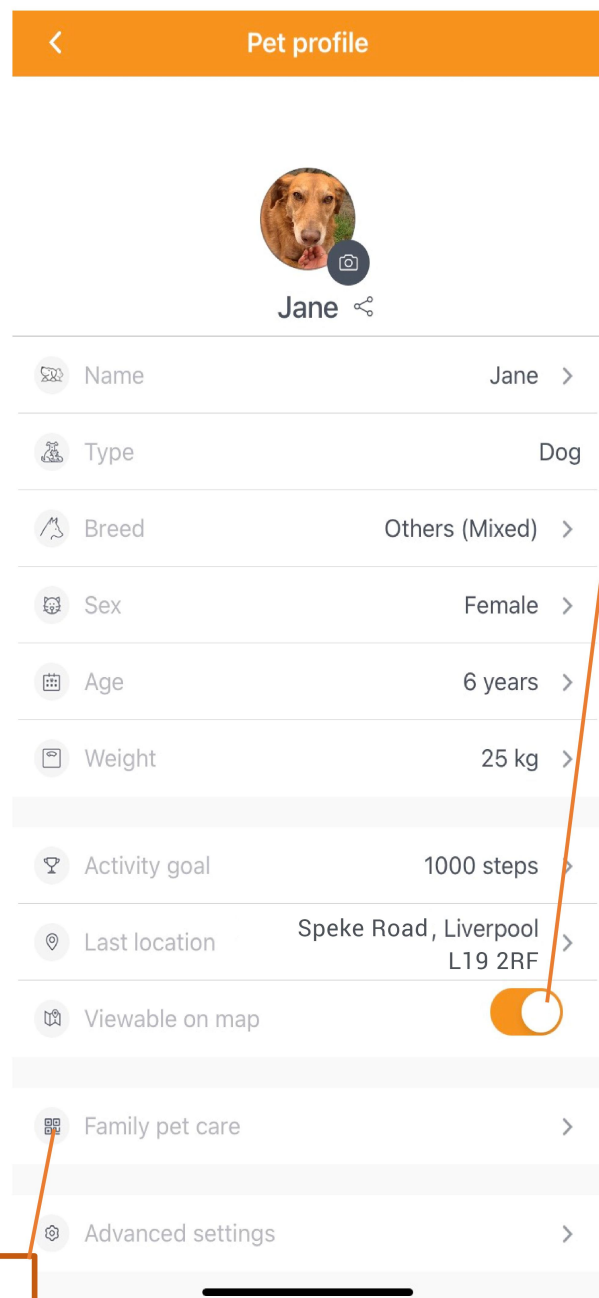 Pet profile
Jane
Name Jane
Type Dog
Breed Others (Mixed)
Sex Female
Age 6 years
Weight 25 kg
Activity goal 1000 steps
Last location Speke Road, Liverpool
L19 2RF
Viewable on map
Family pet care
Advanced settings